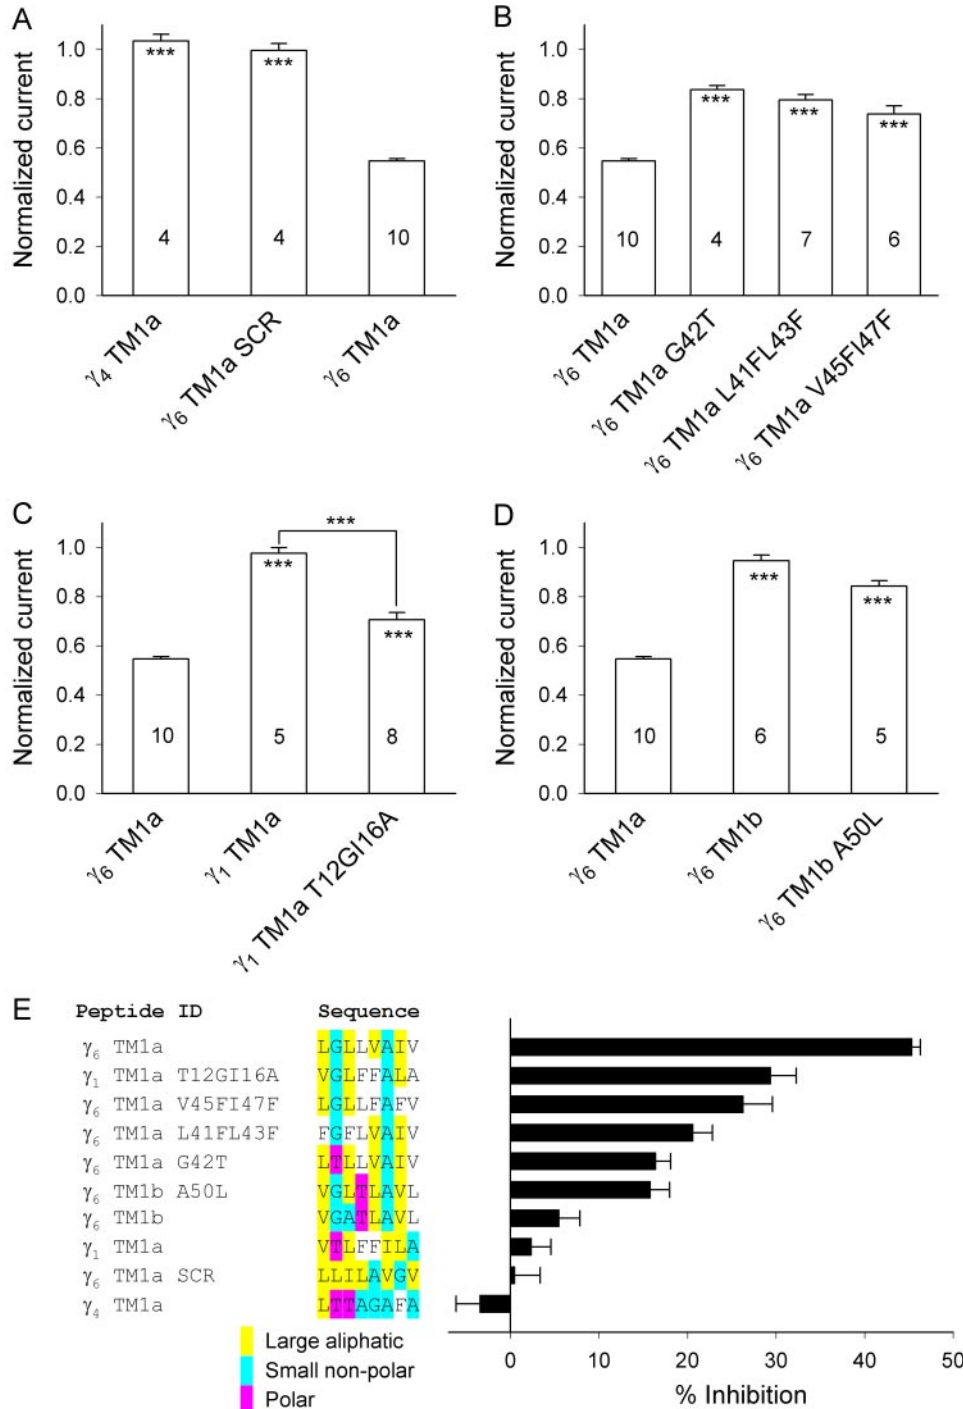 A
Normalized current
1.0
0.8
0.6
0.4
0.2
0.0
***
***
4
4
10
γ4 TM1a
γ6 TM1a SCR
γ6 TM1a
B
Normalized current
1.0
0.8
0.6
0.4
0.2
0.0
***
***
***
10
4
7
6
γ6 TM1a
γ6 TM1a G42T
γ6 TM1a L41FL43F
γ6 TM1a V45FI47F
C
Normalized current
1.0
0.8
0.6
0.4
0.2
0.0
***
***
***
10
5
8
γ6 TM1a
γ1 TM1a
γ1 TM1a T12GI16A
D
Normalized current
1.0
0.8
0.6
0.4
0.2
0.0
***
***
10
6
5
γ6 TM1a
γ6 TM1b
γ6 TM1b A50L
E
Peptide ID Sequence
γ6 TM1a LGLLVAIV
γ1 TM1a T12GI16A VGLFFALA
γ6 TM1a V45FI47F LGLLFAFV
γ6 TM1a L41FL43F FGFLVAIV
γ6 TM1a G42T LTLLVAIV
γ6 TM1b A50L VGLTLAVL
γ6 TM1b VGATLAVL
γ1 TM1a VTLFFILA
γ6 TM1a SCR LLILAVGV
γ4 TM1a LTTAGAFA
Large aliphatic
Small non-polar
Polar
0 10 20 30 40 50
% Inhibition